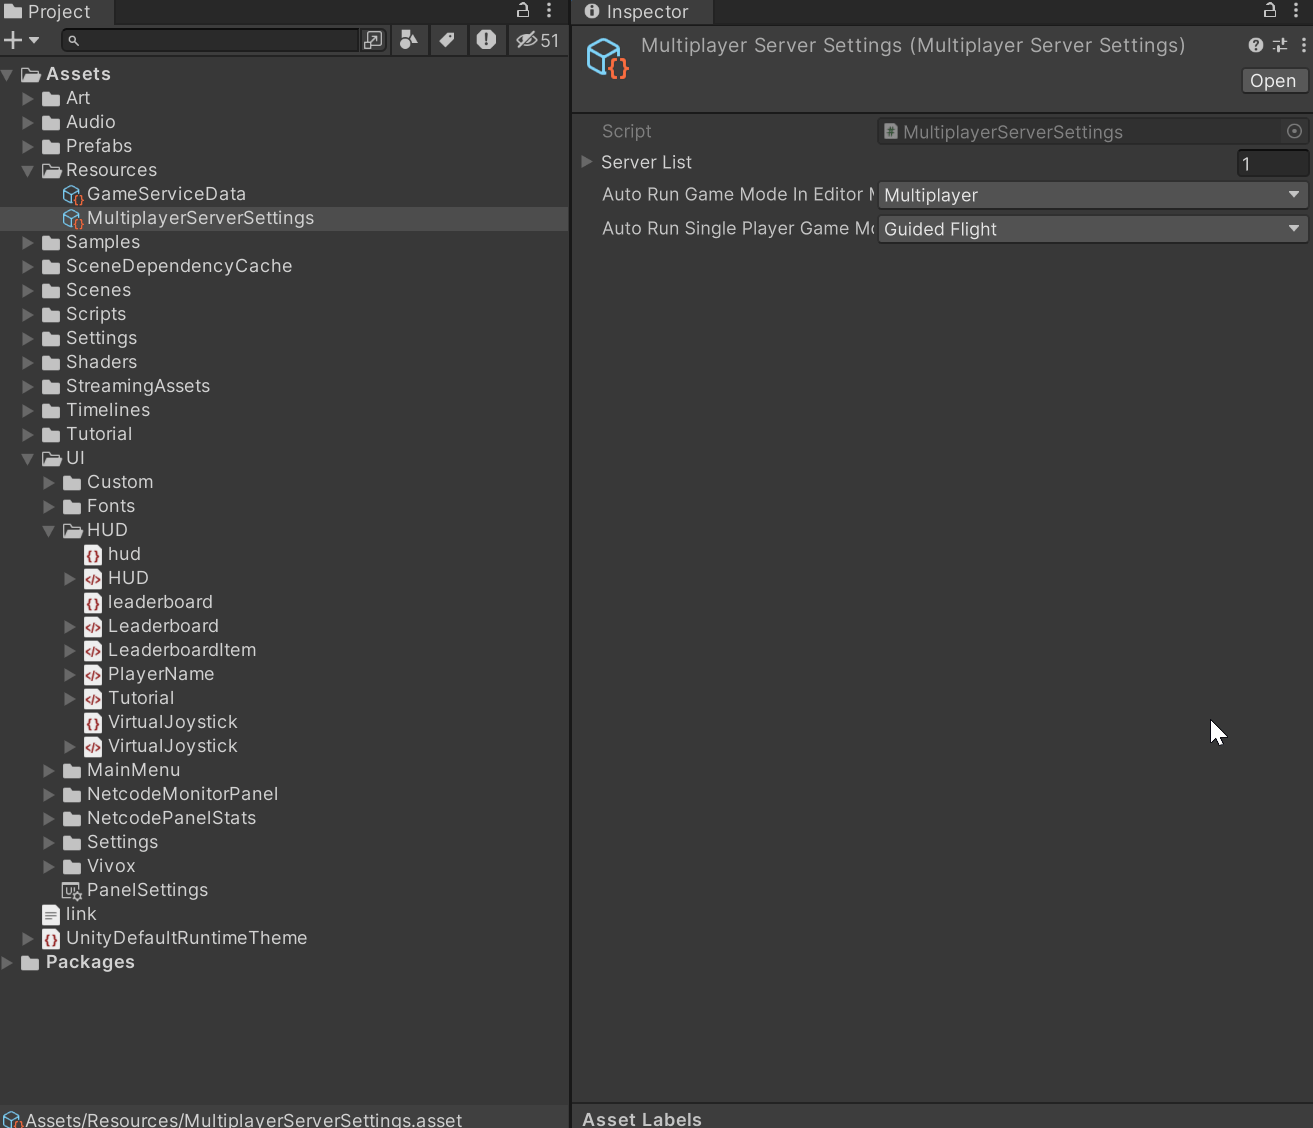 Project
51
Assets
Art
Audio
Prefabs
Resources
GameServiceData
MultiplayerServerSettings
Samples
SceneDependencyCache
Scenes
Scripts
Settings
Shaders
StreamingAssets
Timelines
Tutorial
UI
Custom
Fonts
HUD
hud
HUD
leaderboard
Leaderboard
LeaderboardItem
PlayerName
Tutorial
VirtualJoystick
VirtualJoystick
MainMenu
NetcodeMonitorPanel
NetcodePanelStats
Settings
Vivox
PanelSettings
link
UnityDefaultRuntimeTheme
Packages
Assets/Resources/MultiplayerServerSettings.asset
Inspector
Multiplayer Server Settings (Multiplayer Server Settings)
Open
Script MultiplayerServerSettings
Server List 1
Auto Run Game Mode In Editor M Multiplayer
Auto Run Single Player Game Mo Guided Flight
Asset Labels